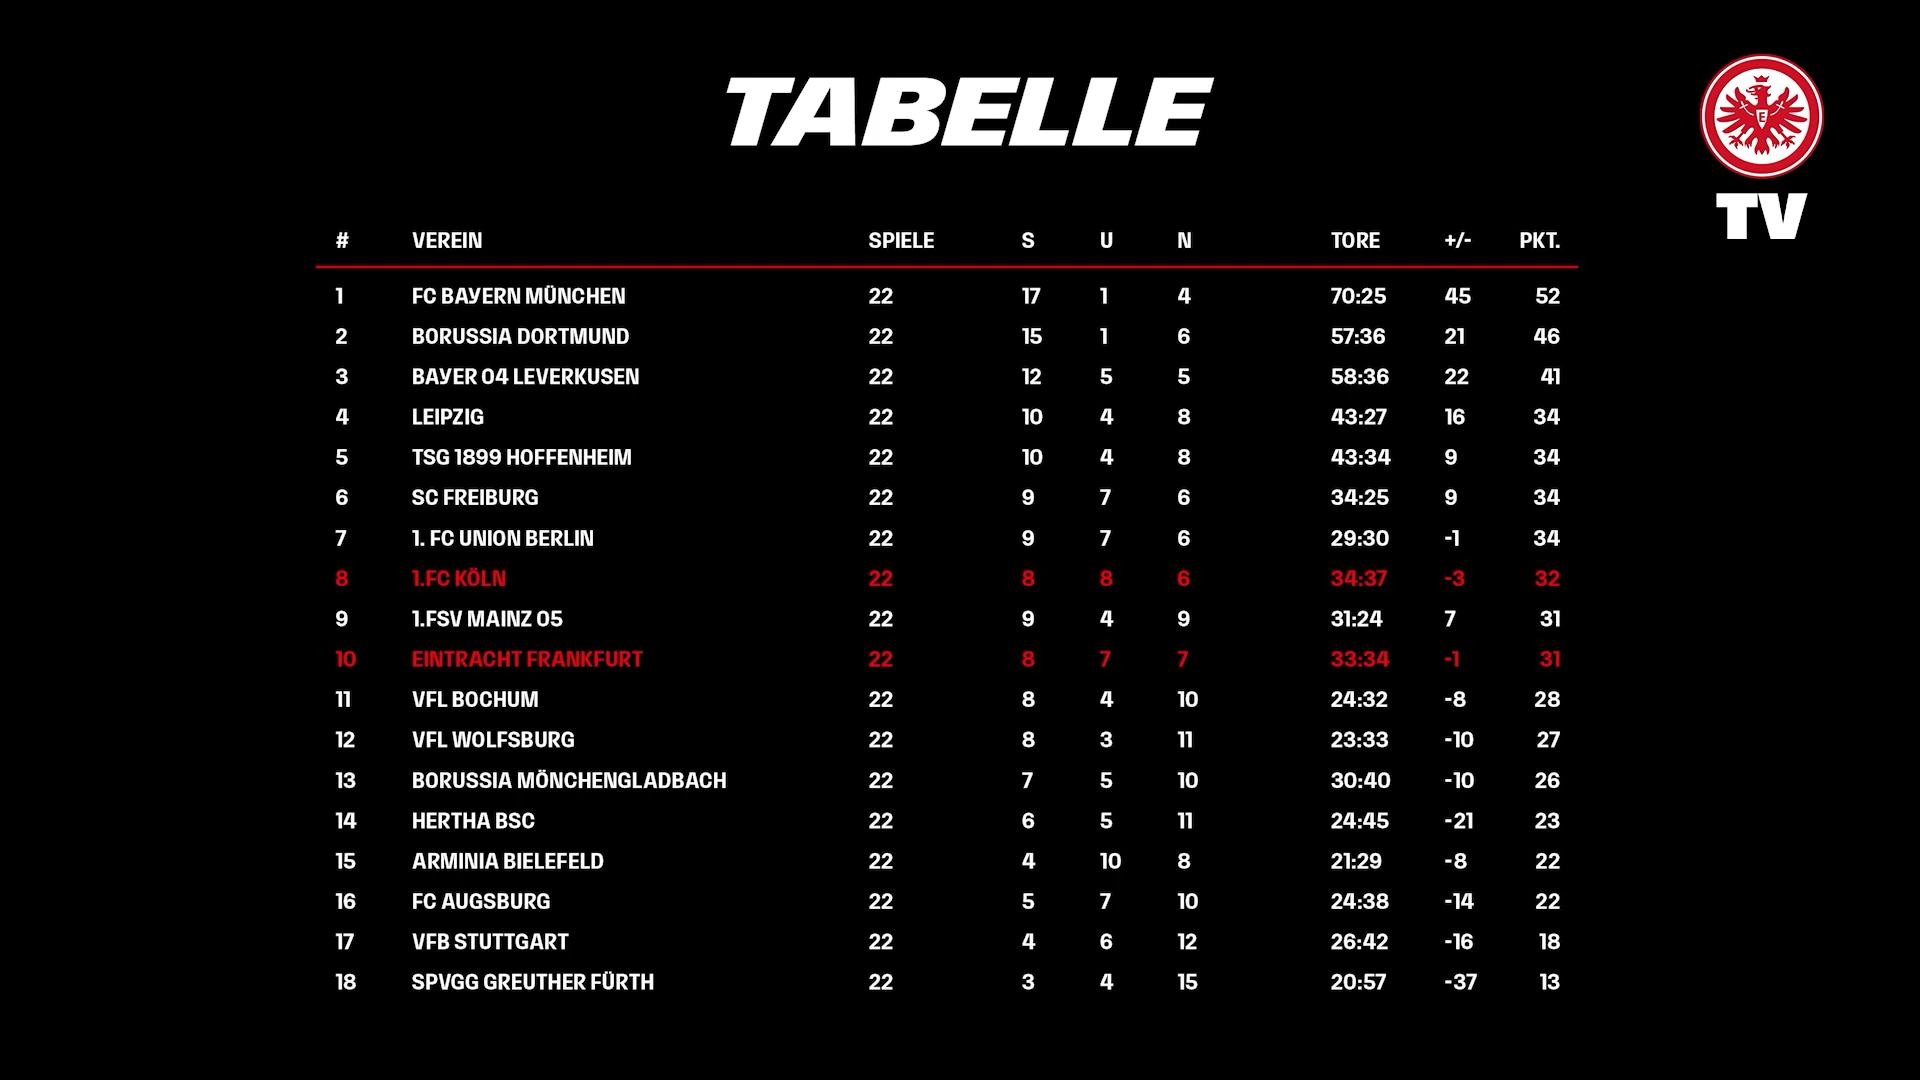 TABELLE
E
TV
# VEREIN SPIELE S U N TORE +/- PKT.
1 FC BAYERN MÜNCHEN 22 17 1 4 70:25 45 52
2 BORUSSIA DORTMUND 22 15 1 6 57:36 21 46
3 BAYER 04 LEVERKUSEN 22 12 5 5 58:36 22 41
4 LEIPZIG 22 10 4 8 43:27 16 34
5 TSG 1899 HOFFENHEIM 22 10 4 8 43:34 9 34
6 SC FREIBURG 22 9 7 6 34:25 9 34
7 1. FC UNION BERLIN 22 9 7 6 29:30 -1 34
8 1.FC KÖLN 22 8 8 6 34:37 -3 32
9 1.FSV MAINZ 05 22 9 4 9 31:24 7 31
10 EINTRACHT FRANKFURT 22 8 7 7 33:34 -1 31
11 VFL BOCHUM 22 8 4 10 24:32 -8 28
12 VFL WOLFSBURG 22 8 3 11 23:33 -10 27
13 BORUSSIA MÖNCHENGLADBACH 22 7 5 10 30:40 -10 26
14 HERTHA BSC 22 6 5 11 24:45 -21 23
15 ARMINIA BIELEFELD 22 4 10 8 21:29 -8 22
16 FC AUGSBURG 22 5 7 10 24:38 -14 22
17 VFB STUTTGART 22 4 6 12 26:42 -16 18
18 SPVGG GREUTHER FÜRTH 22 3 4 15 20:57 -37 13